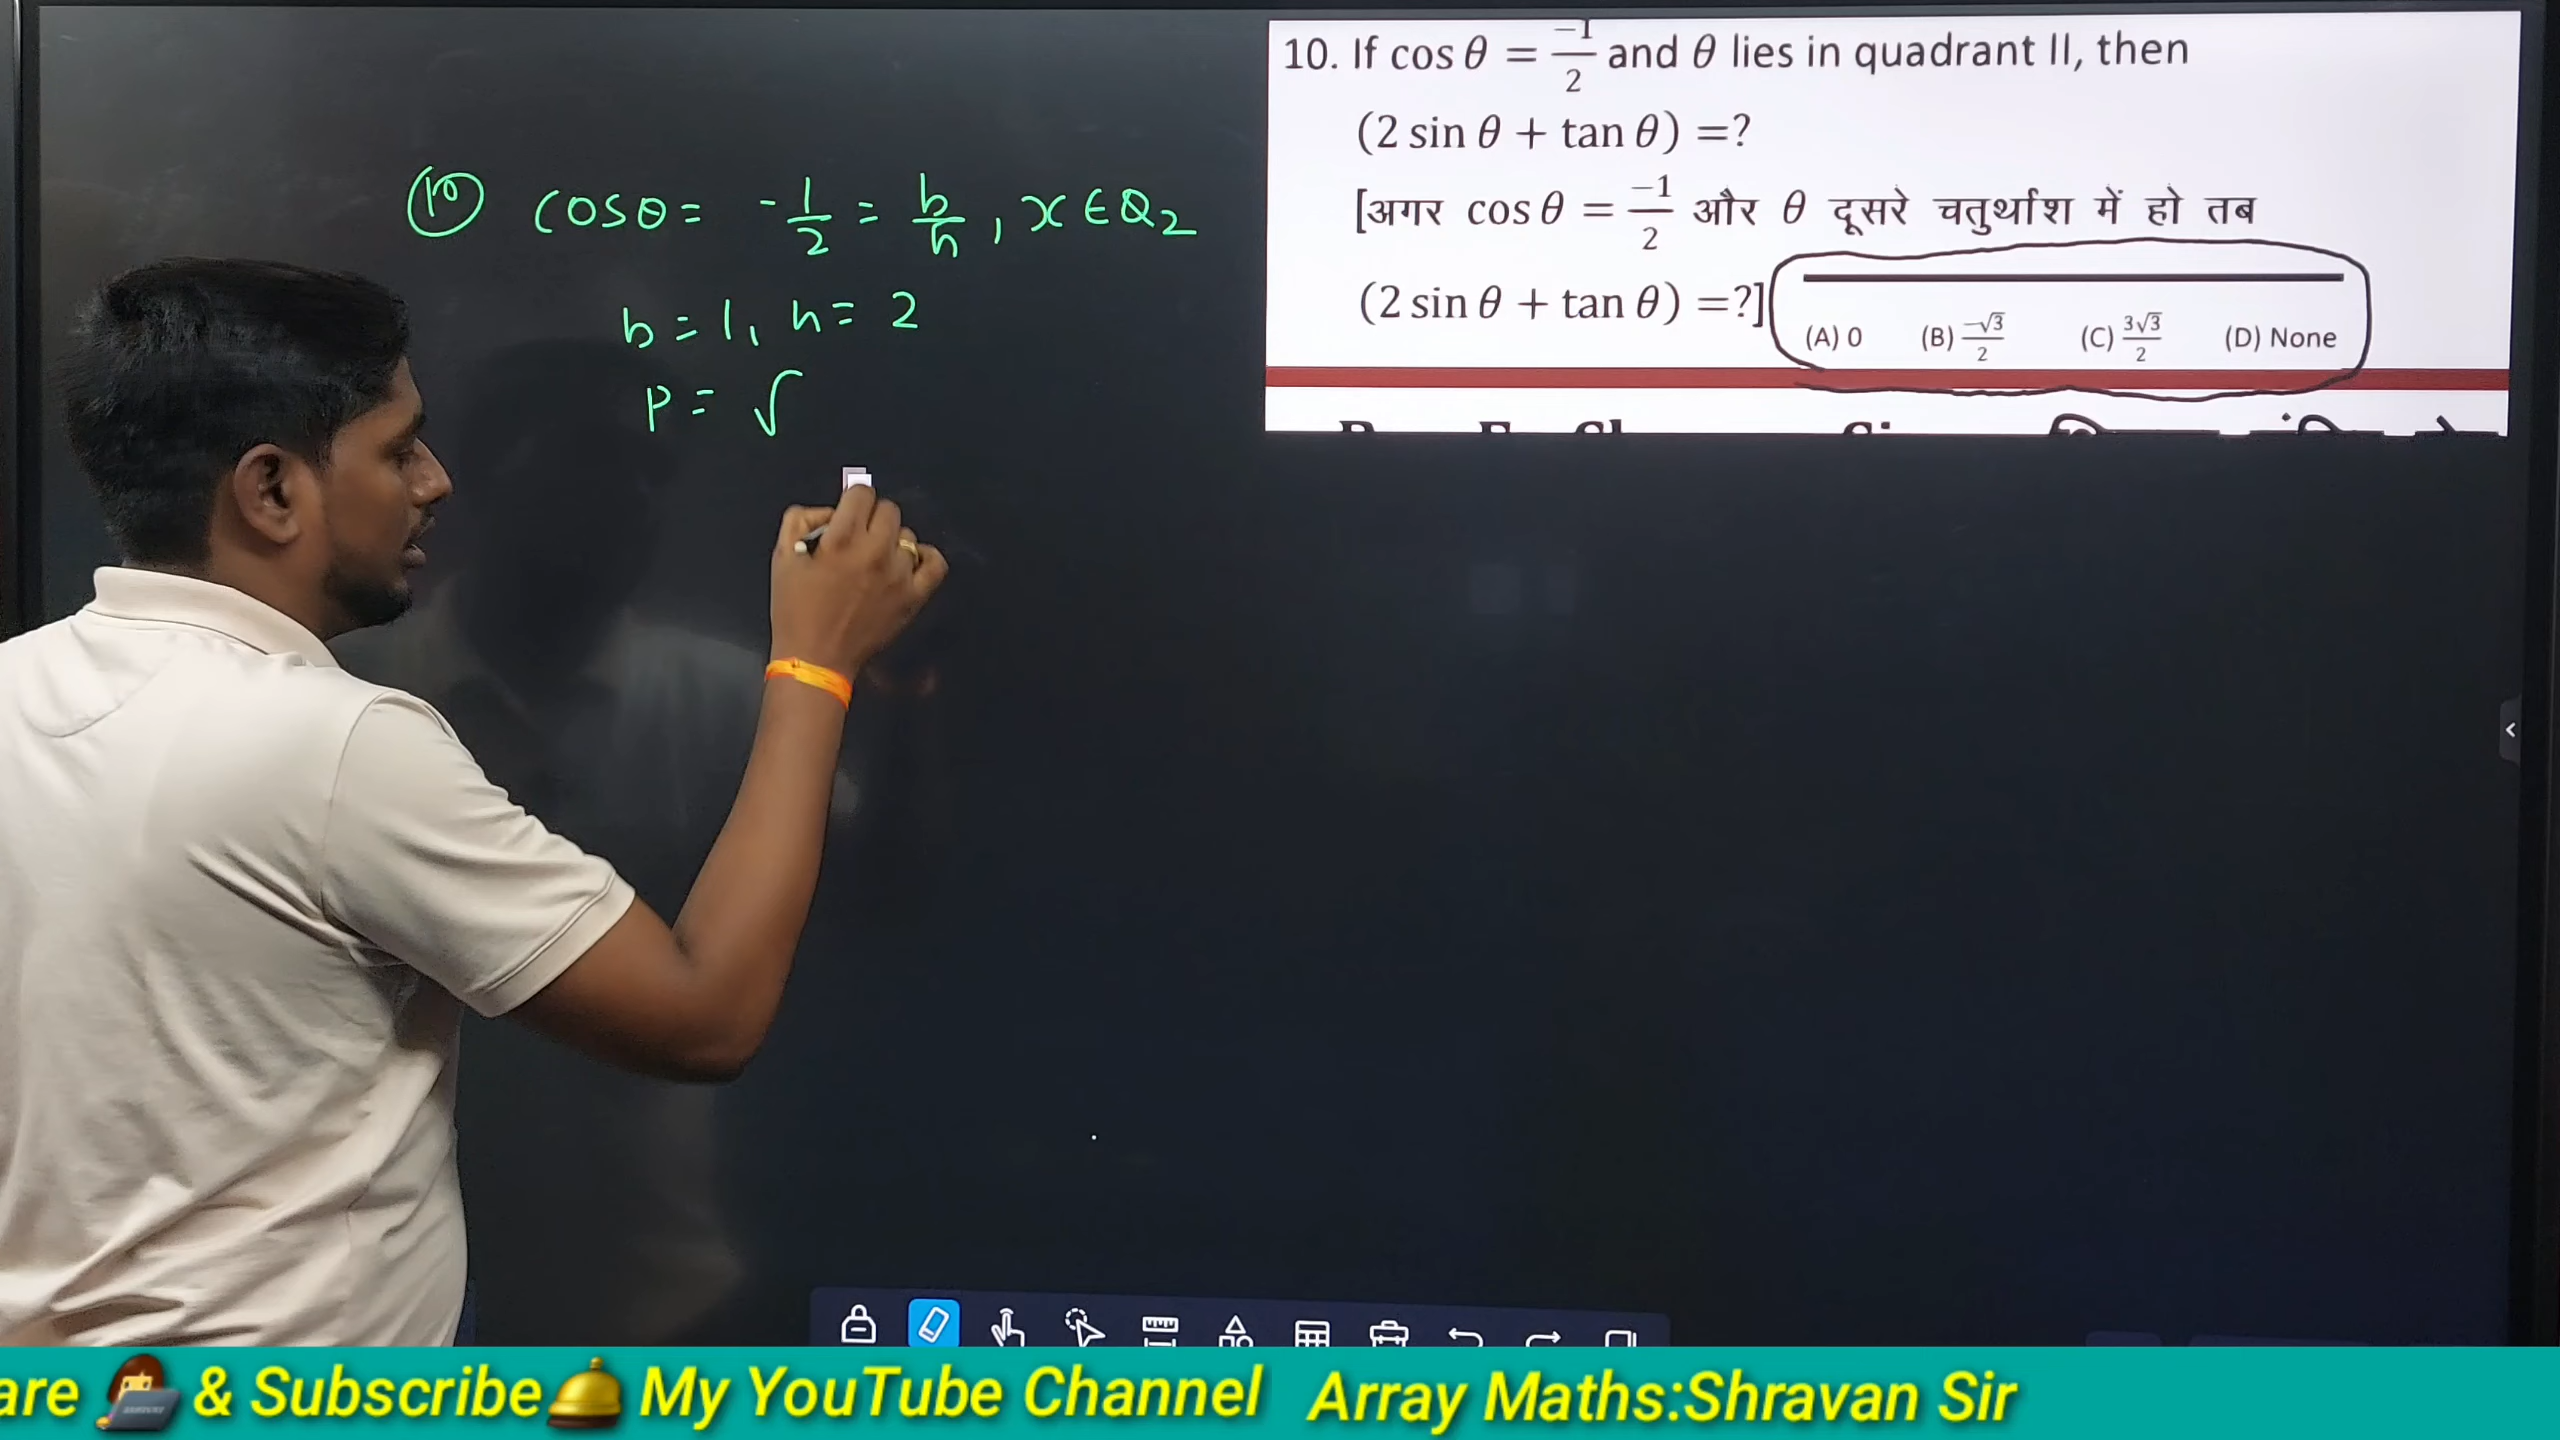 ⑩ cosθ = -1/2 = b/h, x ∈ Q₂
b = 1, h = 2
P = √
10. If cos θ = -1/2 and θ lies in quadrant II, then
(2 sin θ + tan θ) =?
[अगर cos θ = -1/2 और θ दूसरे चतुर्थांश में हो तब
(2 sin θ + tan θ) =?]
(A) 0 (B) -√3/2 (C) 3√3/2 (D) None
are & Subscribe My YouTube Channel Array Maths:Shravan Sir